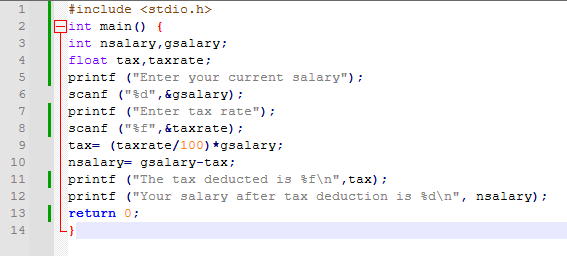 1 #include <stdio.h>
2 int main() {
3 int nsalary,gsalary;
4 float tax,taxrate;
5 printf ("Enter your current salary");
6 scanf ("%d",&gsalary);
7 printf ("Enter tax rate");
8 scanf ("%f",&taxrate);
9 tax= (taxrate/100)*gsalary;
10 nsalary= gsalary-tax;
11 printf ("The tax deducted is %f\n",tax);
12 printf ("Your salary after tax deduction is %d\n", nsalary);
13 return 0;
14 }